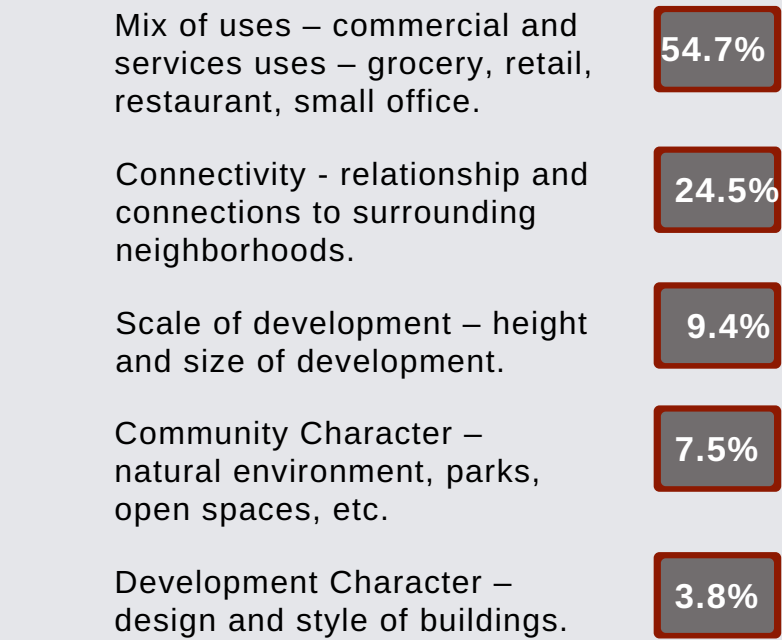 Mix of uses – commercial and
services uses – grocery, retail,
restaurant, small office.
54.7%
Connectivity - relationship and
connections to surrounding
neighborhoods.
24.5%
Scale of development – height
and size of development.
9.4%
Community Character –
natural environment, parks,
open spaces, etc.
7.5%
Development Character –
design and style of buildings.
3.8%